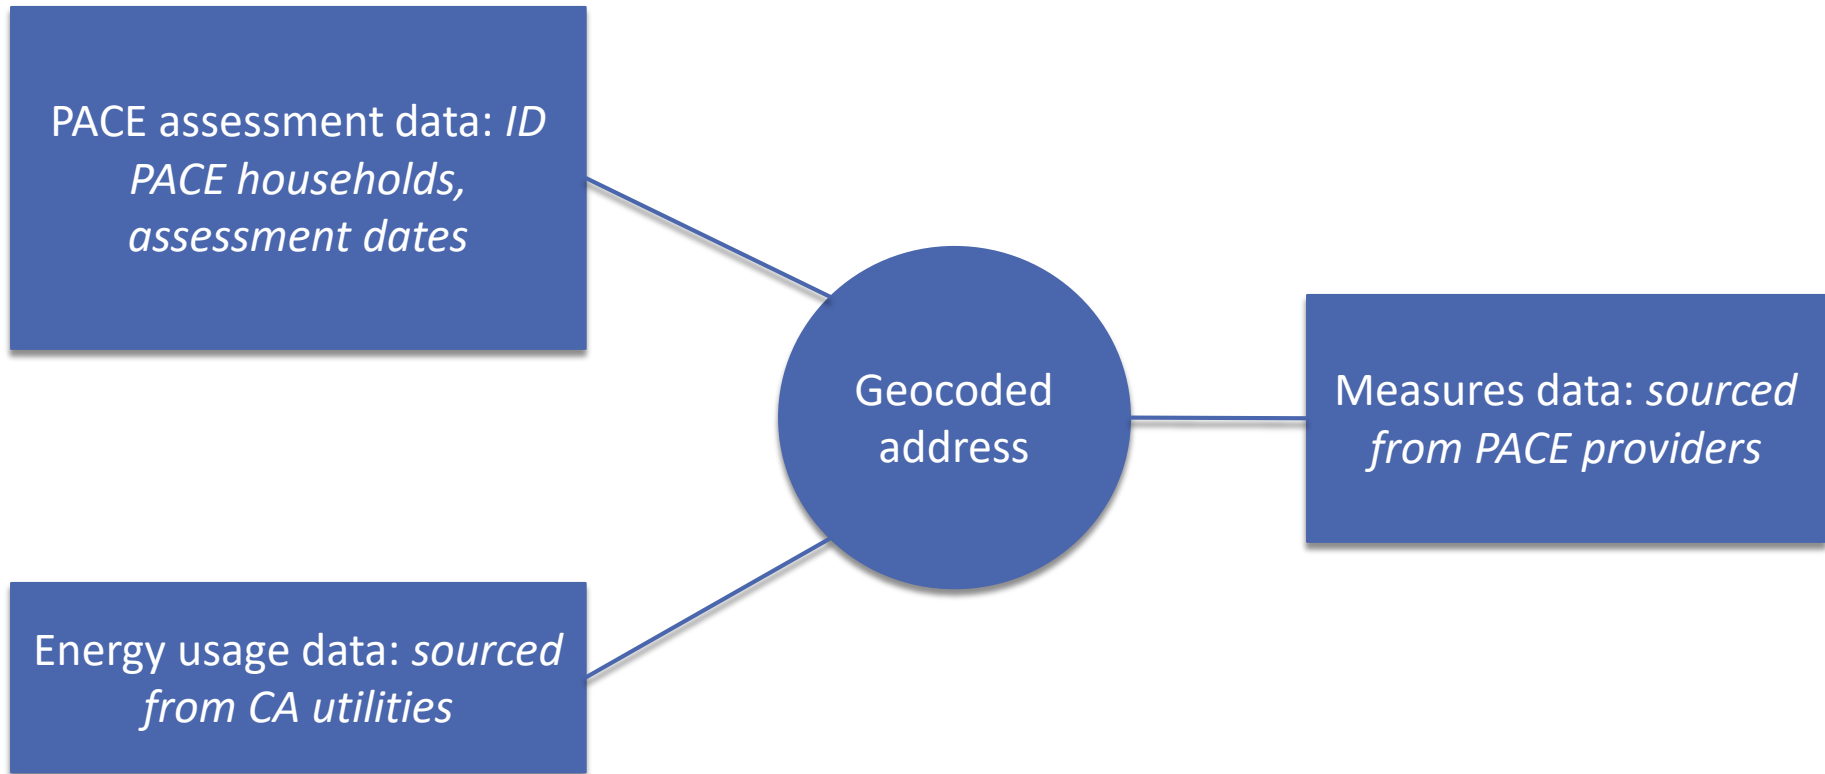 PACE assessment data: ID
PACE households,
assessment dates
Geocoded
address
Measures data: sourced
from PACE providers
Energy usage data: sourced
from CA utilities